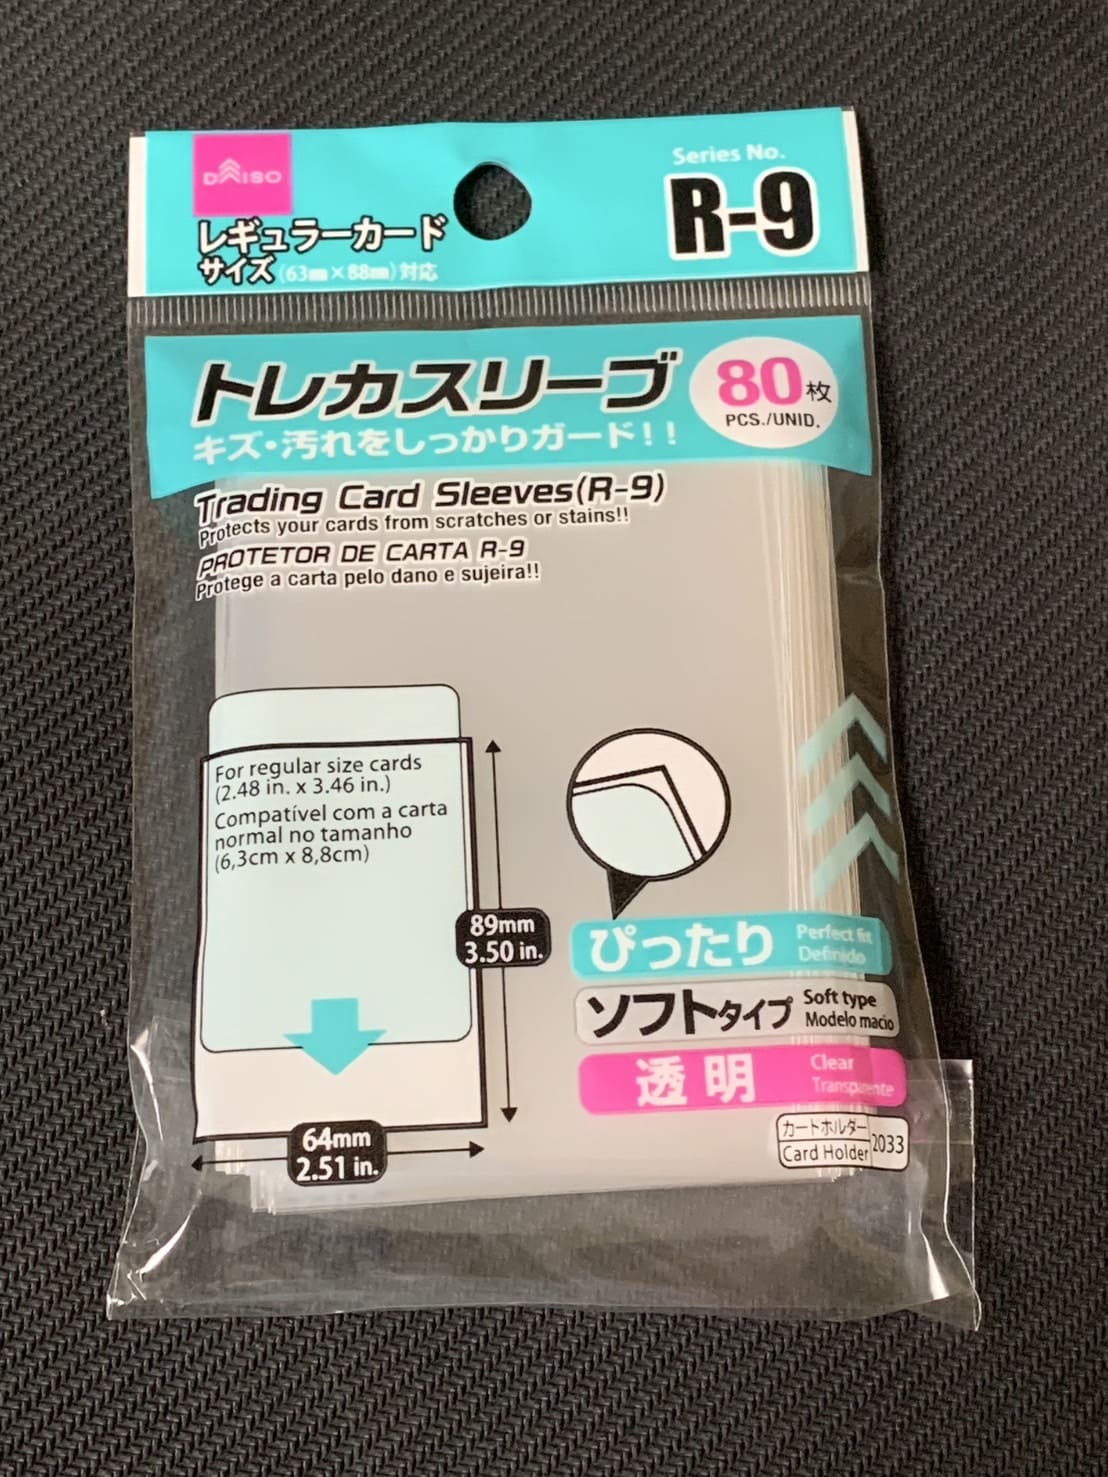 DAISO
Series No.
R-9
レギュラーカード
サイズ(63mm×88mm)対応
トレカスリーブ
80枚
PCS./UNID.
キズ・汚れをしっかりガード!!
Trading Card Sleeves(R-9)
Protects your cards from scratches or stains!!
PROTETOR DE CARTA R-9
Protege a carta pelo dano e sujeira!!
For regular size cards
(2.48 in. x 3.46 in.)
Compatível com a carta
normal no tamanho
(6,3cm x 8,8cm)
89mm
3.50 in.
64mm
2.51 in.
ぴったり
Perfect fit
Definido
ソフトタイプ
Soft type
Modelo macio
透明
Clear
Transparente
カードホルダー
Card Holder
2033